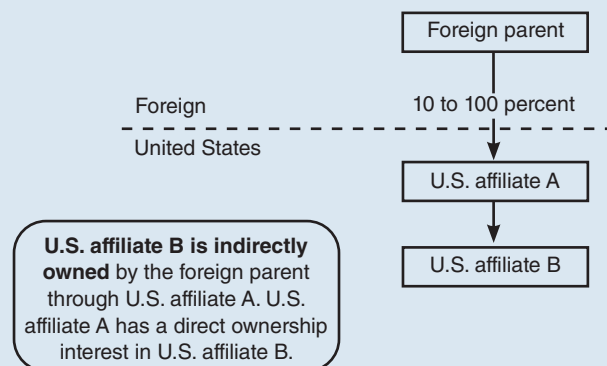 Foreign parent
Foreign
10 to 100 percent
United States
U.S. affiliate A
U.S. affiliate B
U.S. affiliate B is indirectly
owned by the foreign parent
through U.S. affiliate A. U.S.
affiliate A has a direct ownership
interest in U.S. affiliate B.